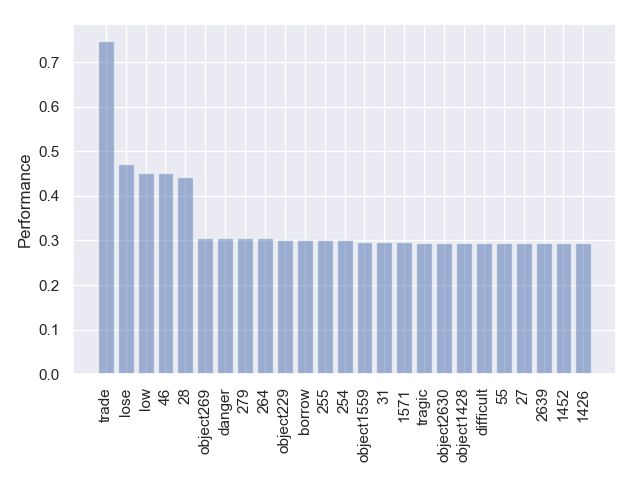 0.7
0.6
0.5
0.4
0.3
0.2
0.1
0.0
Performance
trade
lose
low
46
28
object269
danger
279
264
object229
borrow
255
254
object1559
31
1571
tragic
object2630
object1428
difficult
55
27
2639
1452
1426